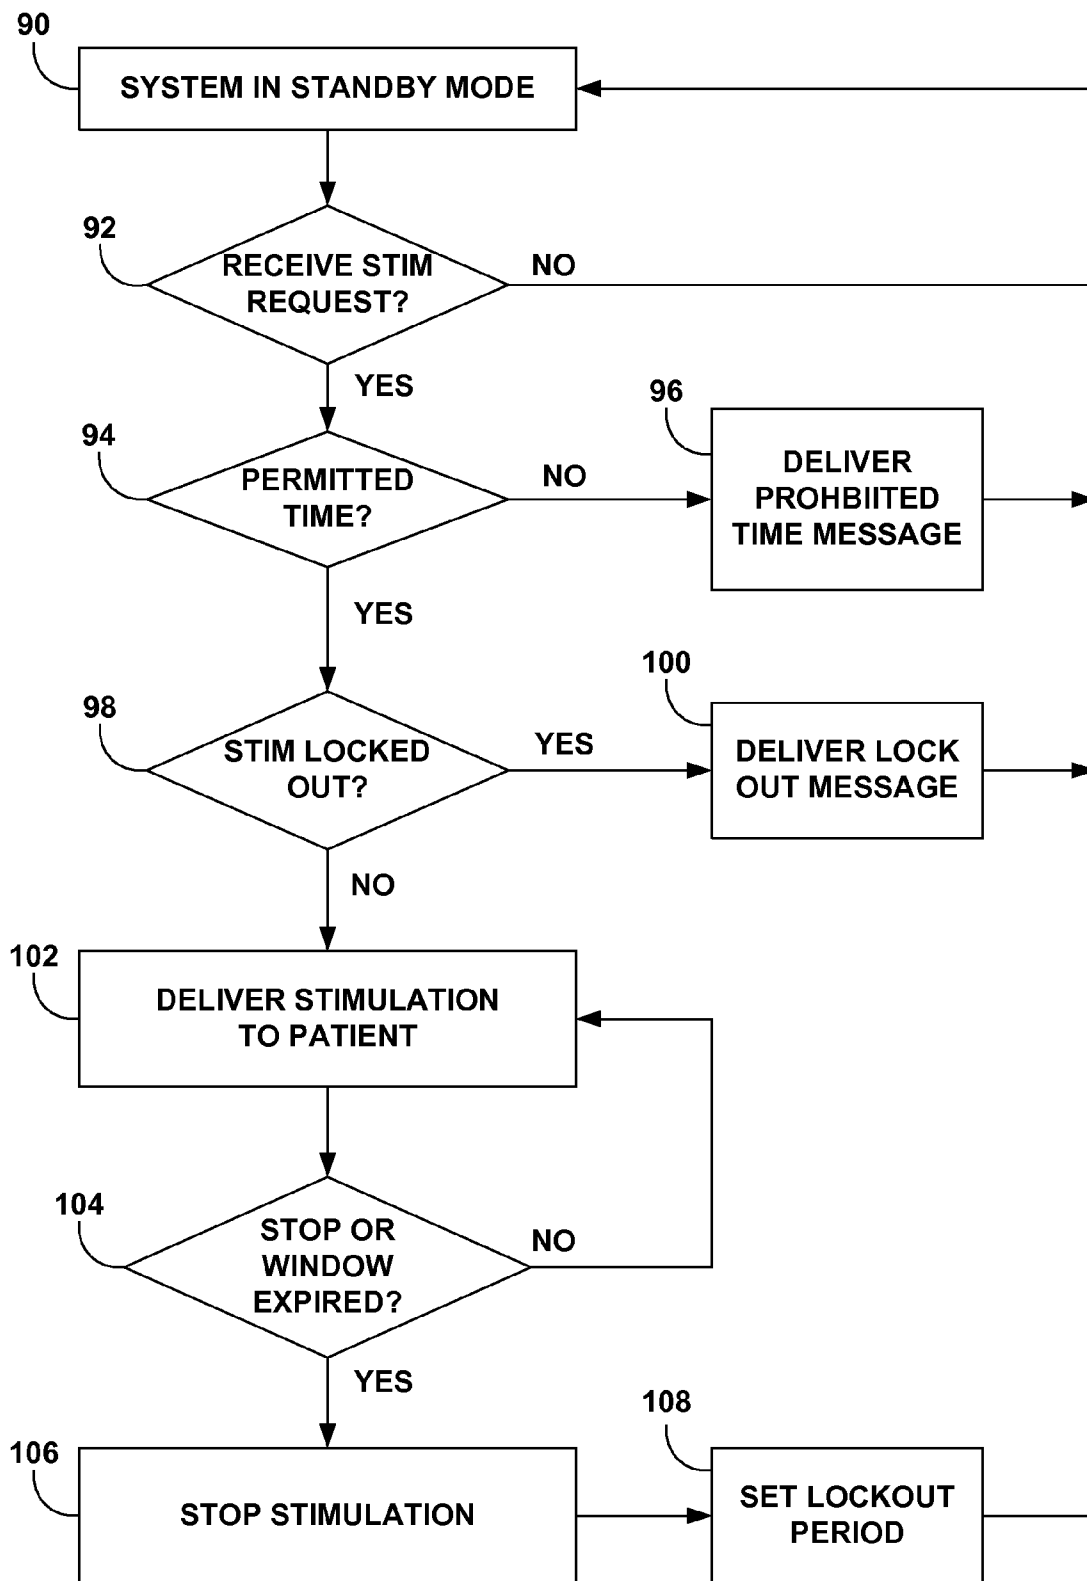 90
SYSTEM IN STANDBY MODE
92
RECEIVE STIM
REQUEST?
NO
YES
94
PERMITTED
TIME?
NO
96
DELIVER
PROHBIITED
TIME MESSAGE
YES
98
STIM LOCKED
OUT?
YES
100
DELIVER LOCK
OUT MESSAGE
NO
102
DELIVER STIMULATION
TO PATIENT
104
STOP OR
WINDOW
EXPIRED?
NO
YES
106
STOP STIMULATION
108
SET LOCKOUT
PERIOD